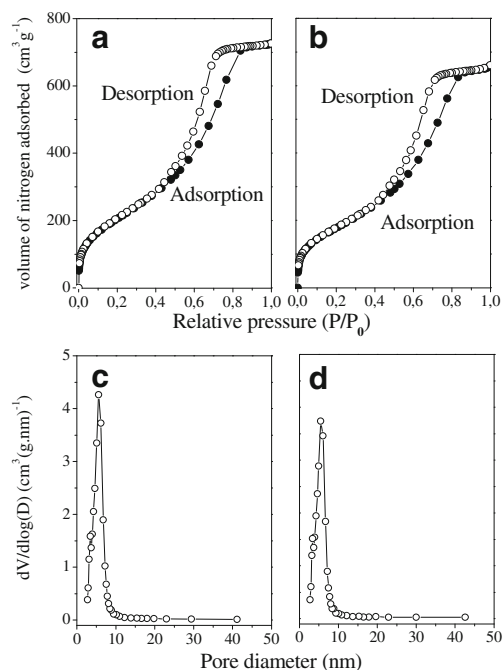 a
b
800
600
400
200
0
volume of nitrogen adsorbed (cm³g⁻¹)
Desorption
Adsorption
Desorption
Adsorption
0,0 0,2 0,4 0,6 0,8 1,0
0,0 0,2 0,4 0,6 0,8 1,0
Relative pressure (P/P₀)
c
d
5
4
3
2
1
0
dV/dlog(D) (cm³(g.nm)⁻¹
0 10 20 30 40 50
0 10 20 30 40 50
Pore diameter (nm)